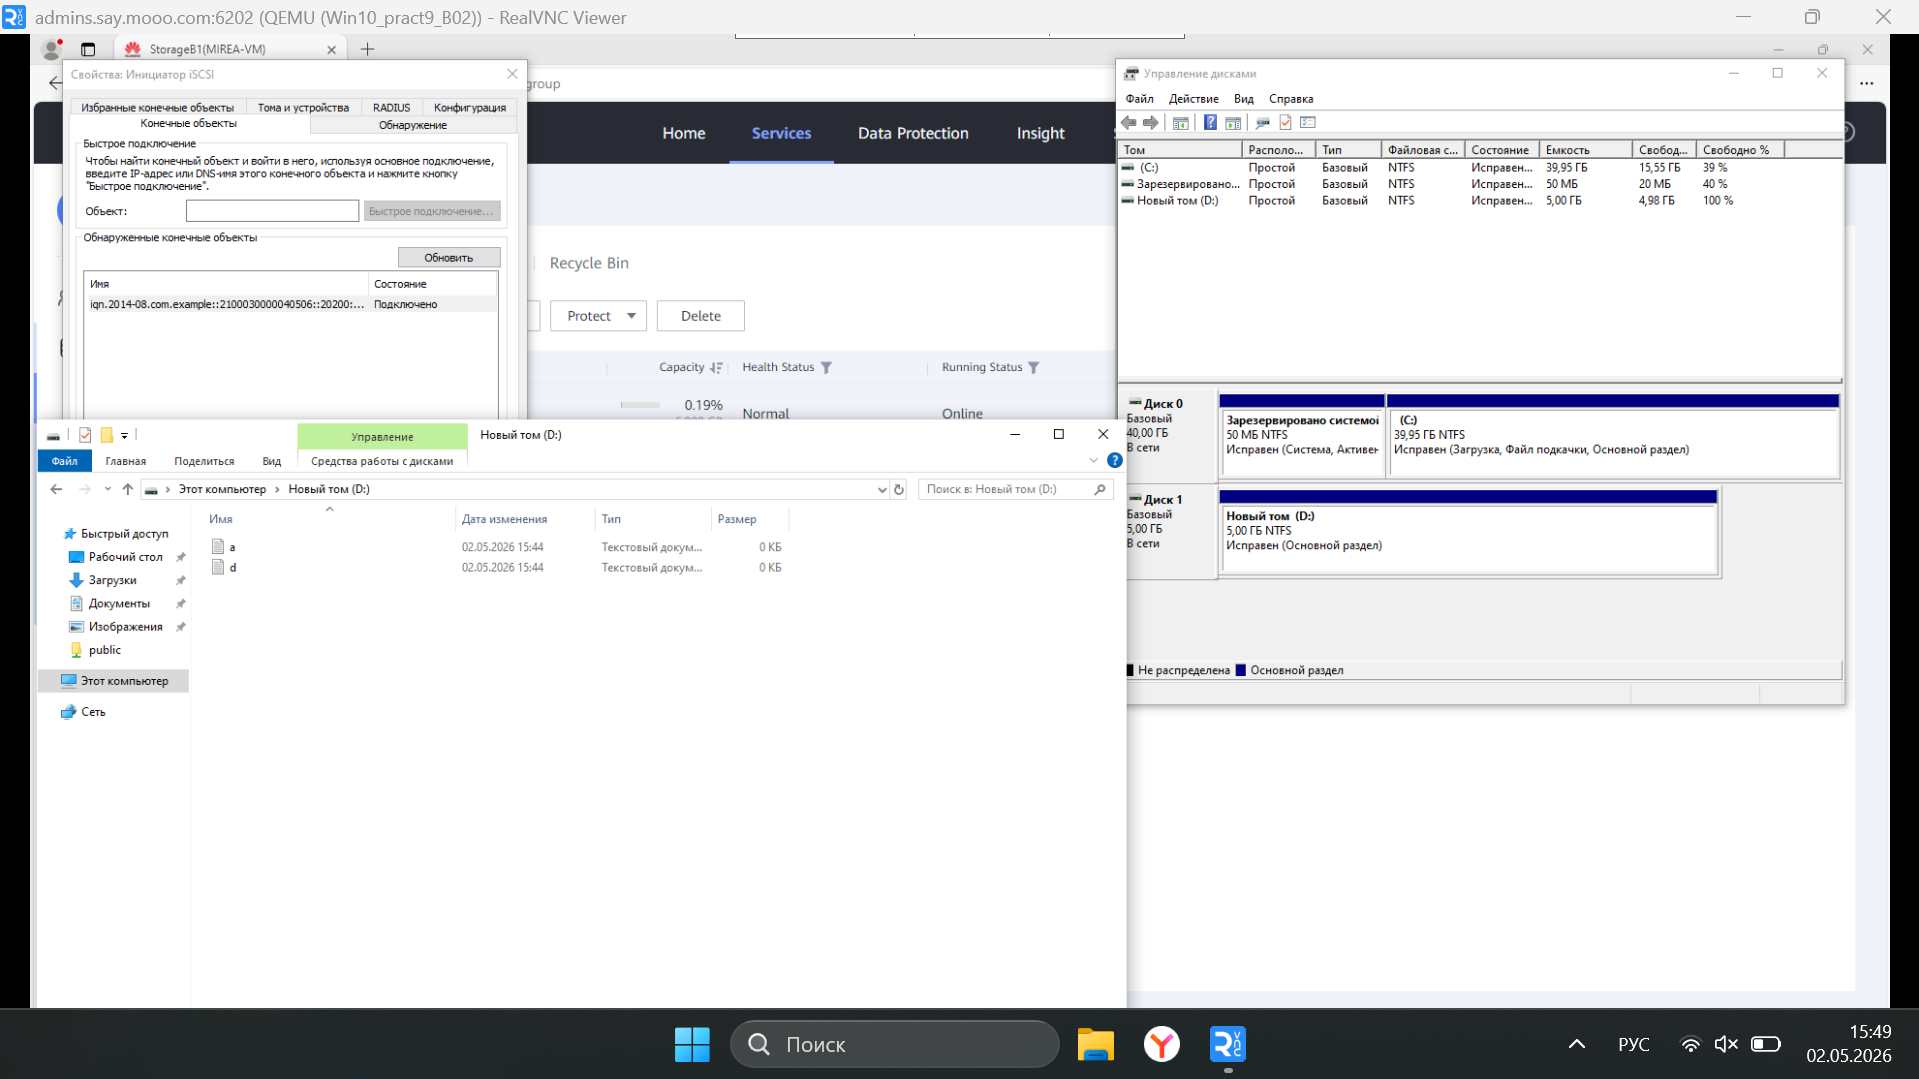 admins.say.mooo.com:6202 (QEMU (Win10_pract9_B02)) - RealVNC Viewer
StorageB1(MIREA-VM)
group
Home
Services
Data Protection
Insight
Recycle Bin
Protect
Delete
Capacity
Health Status
Running Status
0.19%
Normal
Online
Свойства: Инициатор iSCSI
Избранные конечные объекты
Тома и устройства
RADIUS
Конфигурация
Конечные объекты
Обнаружение
Быстрое подключение
Чтобы найти конечный объект и войти в него, используя основное подключение,
введите IP-адрес или DNS-имя этого конечного объекта и нажмите кнопку
"Быстрое подключение".
Объект:
Быстрое подключение...
Обнаруженные конечные объекты
Обновить
Имя
Состояние
iqn.2014-08.com.example::2100030000040506::20200:...
Подключено
Управление дисками
Файл Действие Вид Справка
Том Располо... Тип Файловая с... Состояние Емкость Свобод... Свободно %
(C:) Простой Базовый NTFS Исправен... 39,95 ГБ 15,55 ГБ 39 %
Зарезервировано... Простой Базовый NTFS Исправен... 50 МБ 20 МБ 40 %
Новый том (D:) Простой Базовый NTFS Исправен... 5,00 ГБ 4,98 ГБ 100 %
Диск 0
Базовый
40,00 ГБ
В сети
Зарезервировано системой
50 МБ NTFS
Исправен (Система, Активен
(C:)
39,95 ГБ NTFS
Исправен (Загрузка, Файл подкачки, Основной раздел)
Диск 1
Базовый
5,00 ГБ
В сети
Новый том (D:)
5,00 ГБ NTFS
Исправен (Основной раздел)
Не распределена
Основной раздел
Управление
Новый том (D:)
Файл
Главная
Поделиться
Вид
Средства работы с дисками
Этот компьютер › Новый том (D:)
Поиск в: Новый том (D:)
Имя
Дата изменения
Тип
Размер
a 02.05.2026 15:44 Текстовый докум... 0 КБ
d 02.05.2026 15:44 Текстовый докум... 0 КБ
Быстрый доступ
Рабочий стол
Загрузки
Документы
Изображения
public
Этот компьютер
Сеть
Поиск
РУС
15:49
02.05.2026